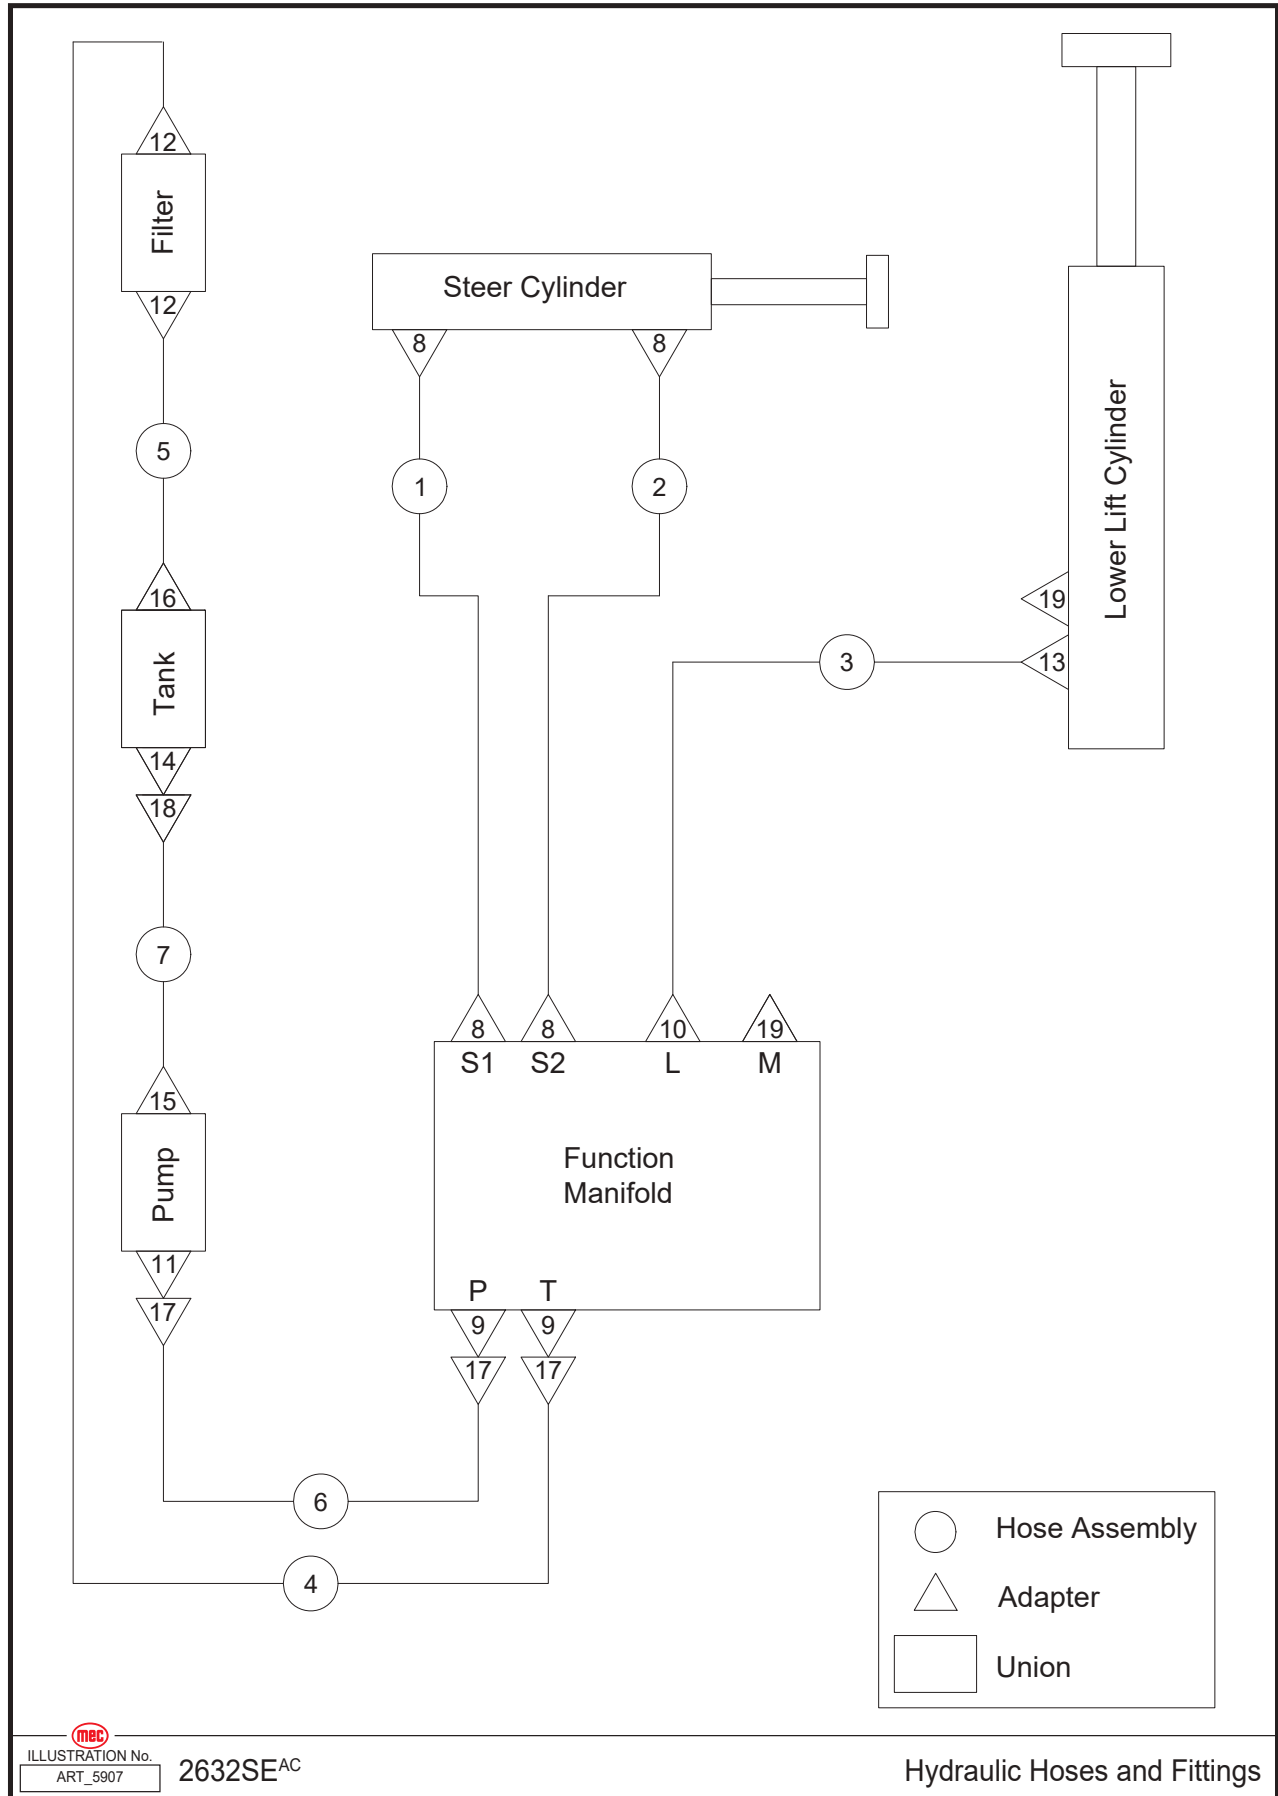 12
Filter
12
5
16
Tank
14
18
7
15
Pump
11
17
Steer Cylinder
8
8
1
2
Lower Lift Cylinder
19
13
3
8
8
10
19
S1
S2
L
M
Function
Manifold
P
T
9
9
17
17
6
4
Hose Assembly
Adapter
Union
mec
ILLUSTRATION No.
ART_5907
2632SEAC
Hydraulic Hoses and Fittings